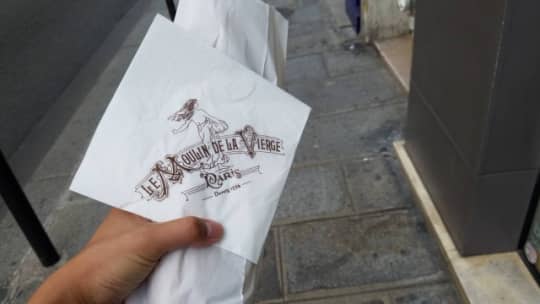 LE MOULIN DE LA VIERGE
PARIS